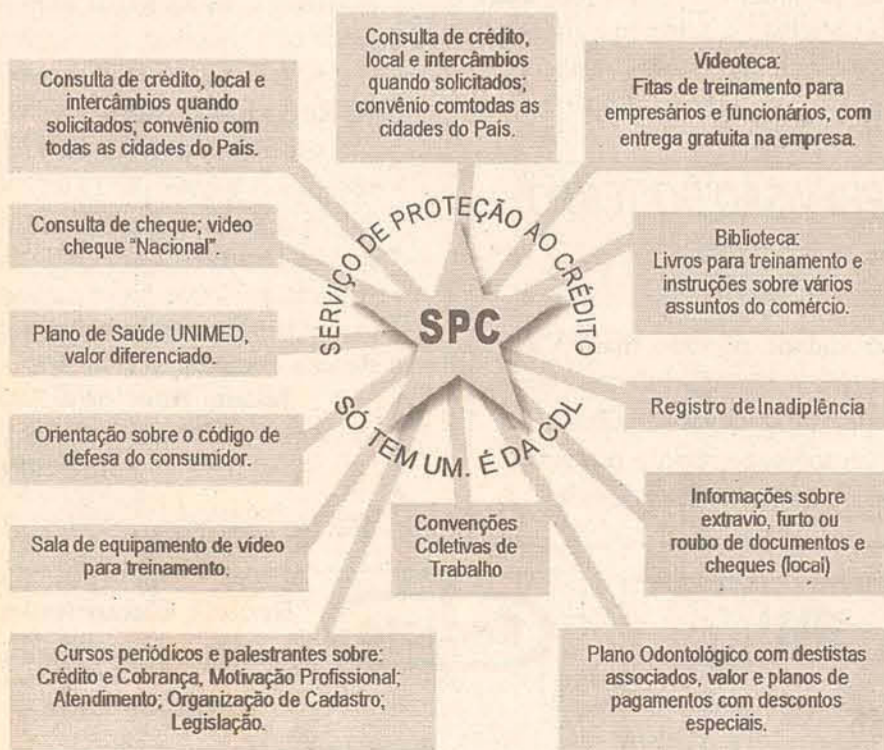 Consulta de crédito,
local e intercâmbios
quando solicitados;
convênio comtodas as
cidades do País.
Consulta de crédito, local e
intercâmbios quando
solicitados; convênio com
todas as cidades do País.
Videoteca:
Fitas de treinamento para
empresários e funcionários, com
entrega gratuita na empresa.
Consulta de cheque; video
cheque "Nacional".
SERVIÇO DE PROTEÇÃO AO CRÉDITO
SPC
SÓ TEM UM. É DA CDL
Biblioteca:
Livros para treinamento e
instruções sobre vários
assuntos do comércio.
Plano de Saúde UNIMED,
valor diferenciado.
Registro de Inadiplência
Orientação sobre o código de
defesa do consumidor.
Informações sobre
extravio, furto ou
roubo de documentos e
cheques (local)
Convenções
Coletivas de
Trabalho
Sala de equipamento de vídeo
para treinamento.
Cursos periódicos e palestrantes sobre:
Crédito e Cobrança, Motivação Profissional;
Atendimento; Organização de Cadastro;
Legislação.
Plano Odontológico com destistas
associados, valor e planos de
pagamentos com descontos
especiais.